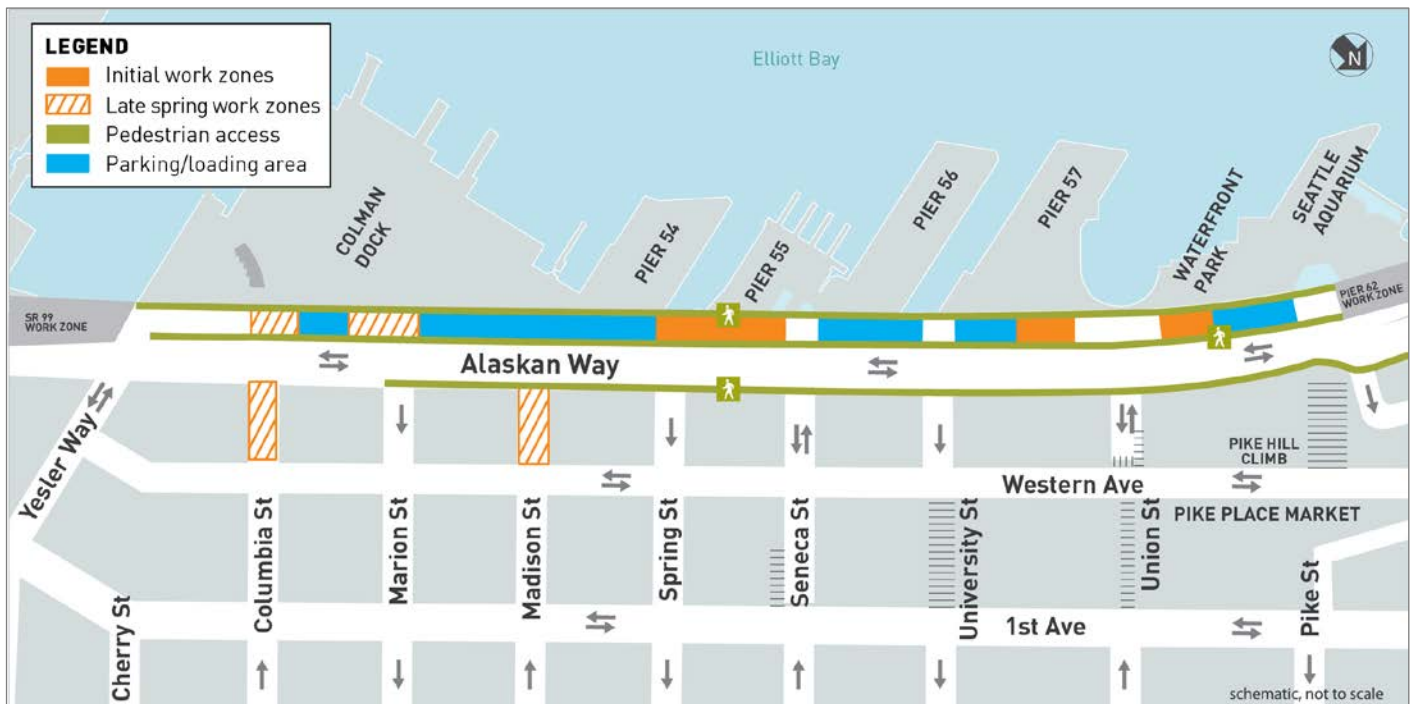 LEGEND
Initial work zones
Late spring work zones
Pedestrian access
Parking/loading area
Elliott Bay
N
COLMAN
DOCK
PIER 54
PIER 55
PIER 56
PIER 57
WATERFRONT
PARK
SEATTLE
AQUARIUM
SR 99
WORK ZONE
PIER 62
WORK ZONE
Alaskan Way
Yesler Way
PIKE HILL
CLIMB
Western Ave
PIKE PLACE MARKET
Cherry St
Columbia St
Marion St
Madison St
Spring St
Seneca St
University St
Union St
Pike St
1st Ave
schematic, not to scale